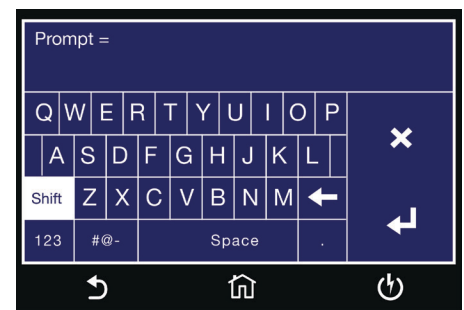 Prompt =
Q W E R T Y U I O P
A S D F G H J K L
Shift Z X C V B N M
123 #@- Space .